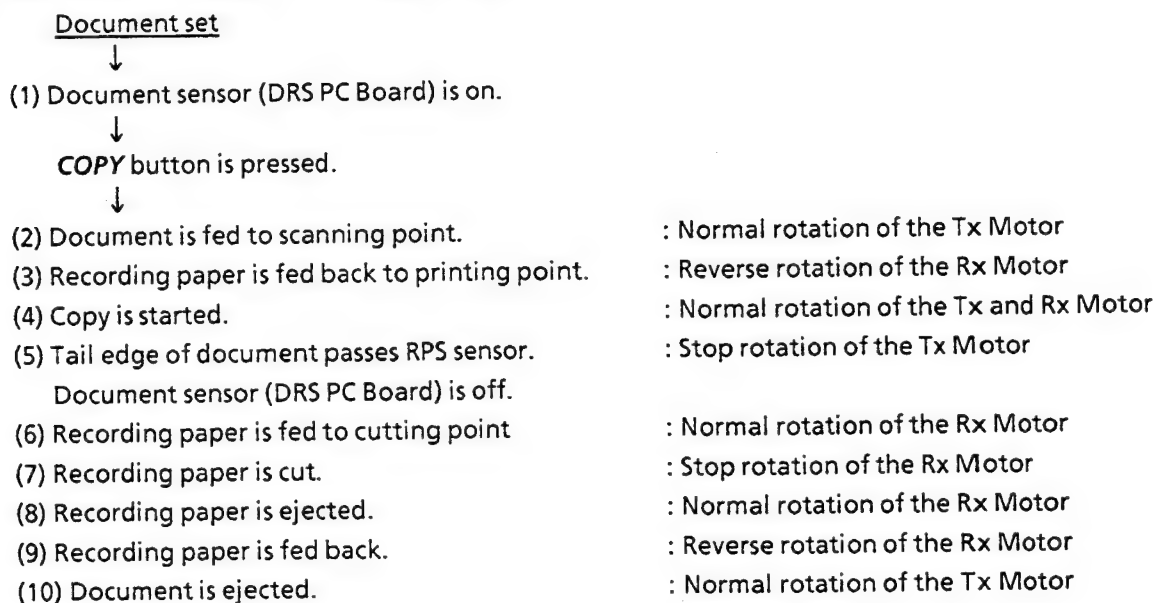 Document set
↓
(1) Document sensor (DRS PC Board) is on.
↓
COPY button is pressed.
↓
(2) Document is fed to scanning point. : Normal rotation of the Tx Motor
(3) Recording paper is fed back to printing point. : Reverse rotation of the Rx Motor
(4) Copy is started. : Normal rotation of the Tx and Rx Motor
(5) Tail edge of document passes RPS sensor. : Stop rotation of the Tx Motor
Document sensor (DRS PC Board) is off.
(6) Recording paper is fed to cutting point : Normal rotation of the Rx Motor
(7) Recording paper is cut. : Stop rotation of the Rx Motor
(8) Recording paper is ejected. : Normal rotation of the Rx Motor
(9) Recording paper is fed back. : Reverse rotation of the Rx Motor
(10) Document is ejected. : Normal rotation of the Tx Motor